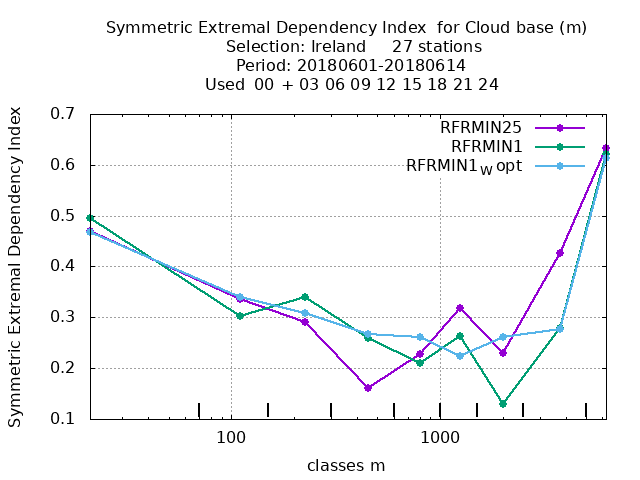 Symmetric Extremal Dependency Index for Cloud base (m)
Selection: Ireland 27 stations
Period: 20180601-20180614
Used 00 + 03 06 09 12 15 18 21 24
Symmetric Extremal Dependency Index
0.7
0.6
0.5
0.4
0.3
0.2
0.1
RFRMIN25
RFRMIN1
RFRMIN1W opt
100
1000
classes m